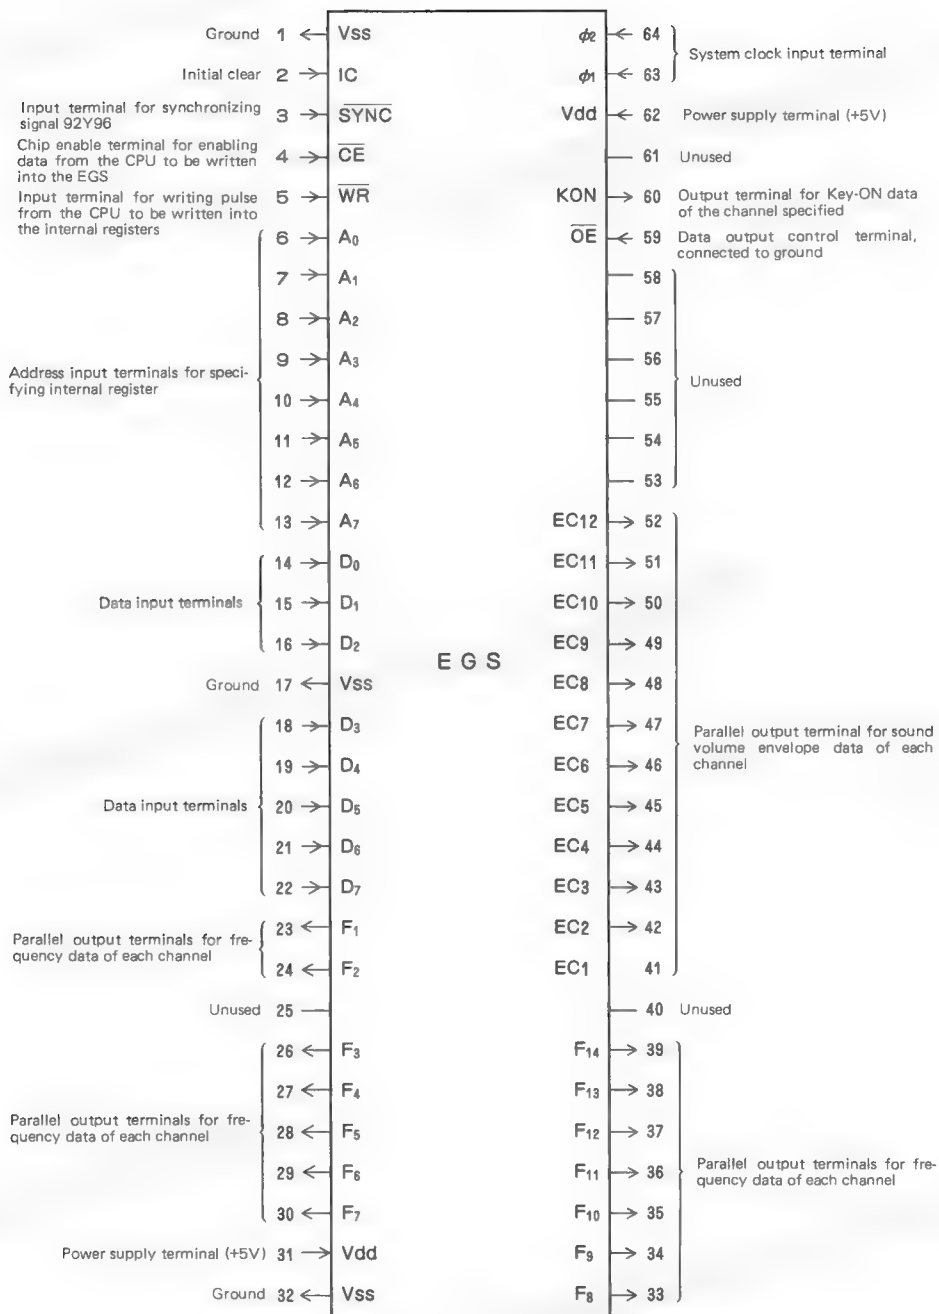 Ground 1 Vss
Initial clear 2 IC
Input terminal for synchronizing
signal 92Y96
3 SYNC
Chip enable terminal for enabling
data from the CPU to be written
into the EGS
4 CE
Input terminal for writing pulse
from the CPU to be written into
the internal registers
5 WR
6 A0
7 A1
8 A2
9 A3
Address input terminals for speci-
fying internal register
10 A4
11 A5
12 A6
13 A7
14 D0
Data input terminals
15 D1
16 D2
Ground 17 Vss
18 D3
19 D4
Data input terminals
20 D5
21 D6
22 D7
Parallel output terminals for fre-
quency data of each channel
23 F1
24 F2
Unused 25
26 F3
27 F4
Parallel output terminals for fre-
quency data of each channel
28 F5
29 F6
30 F7
Power supply terminal (+5V) 31 Vdd
Ground 32 Vss
EGS
ϕ2 64
System clock input terminal
ϕ1 63
Vdd 62 Power supply terminal (+5V)
61 Unused
KON 60 Output terminal for Key-ON data
of the channel specified
OE 59 Data output control terminal,
connected to ground
58
57
56
Unused
55
54
53
EC12 52
EC11 51
EC10 50
EC9 49
EC8 48
EC7 47
Parallel output terminal for sound
volume envelope data of each
channel
EC6 46
EC5 45
EC4 44
EC3 43
EC2 42
EC1 41
40 Unused
F14 39
F13 38
F12 37
F11 36
Parallel output terminals for fre-
quency data of each channel
F10 35
F9 34
F8 33